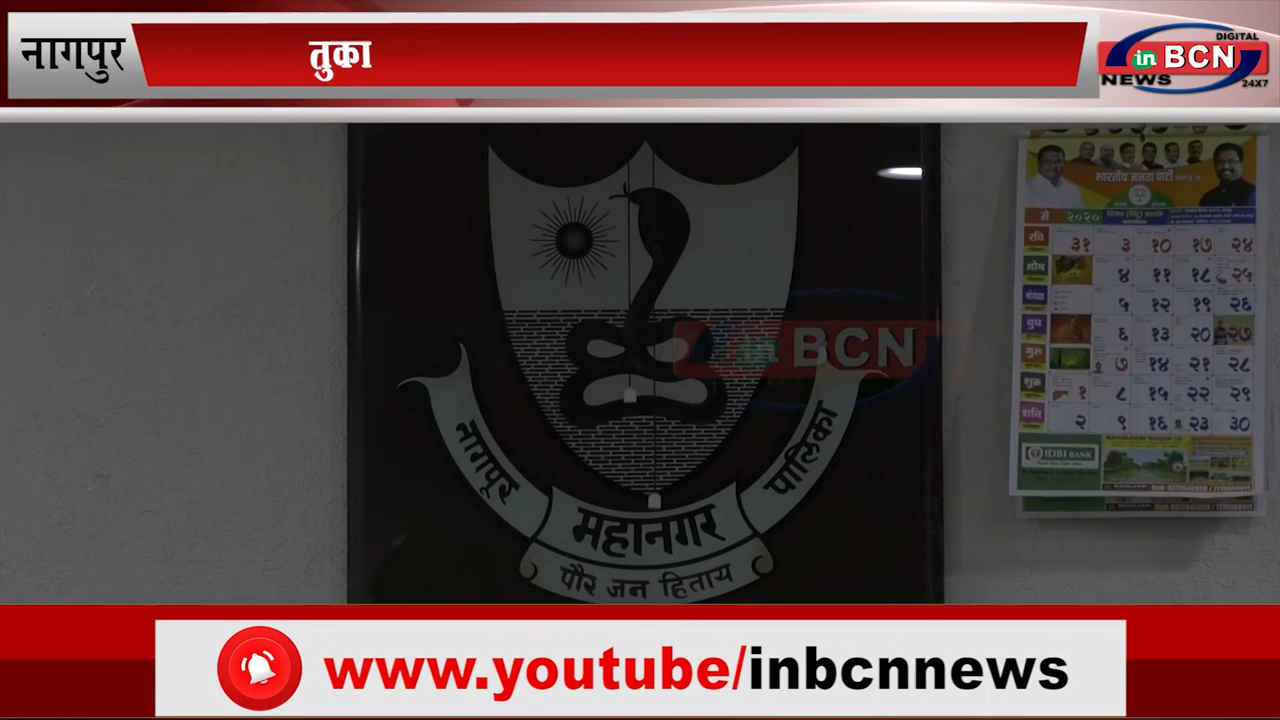 नागपुर
तुका
DIGITAL
in BCN
NEWS 24X7
भारतीय जनता पार्टी
मे २०२०
रवि ३१ ३ १० १७ २४
सोम ४ ११ १८ २५
मंगळ ५ १२ १९ २६
बुध ६ १३ २० २७
गुरु ७ १४ २१ २८
शुक्र १ ८ १५ २२ २९
शनि २ ९ १६ २३ ३०
IDBI BANK
in BCN
नागपूर
महानगर
पालिका
पौर जन हिताय
www.youtube/inbcnnews